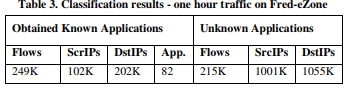 Table 3. Classification results - one hour traffic on Fred-eZone
Obtained Known Applications Unknown Applications
Flows ScrIPs DstIPs App. Flows SrcIPs DstIPs
249K 102K 202K 82 215K 1001K 1055K